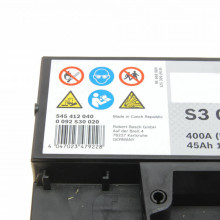 545 412 040
0 092 S30 020
Made in Czech Republic
Robert Bosch GmbH
Auf der Breit 4
76227 Karlsruhe
GERMANY
4 047023 479228
S3 0
400A (
45Ah 1